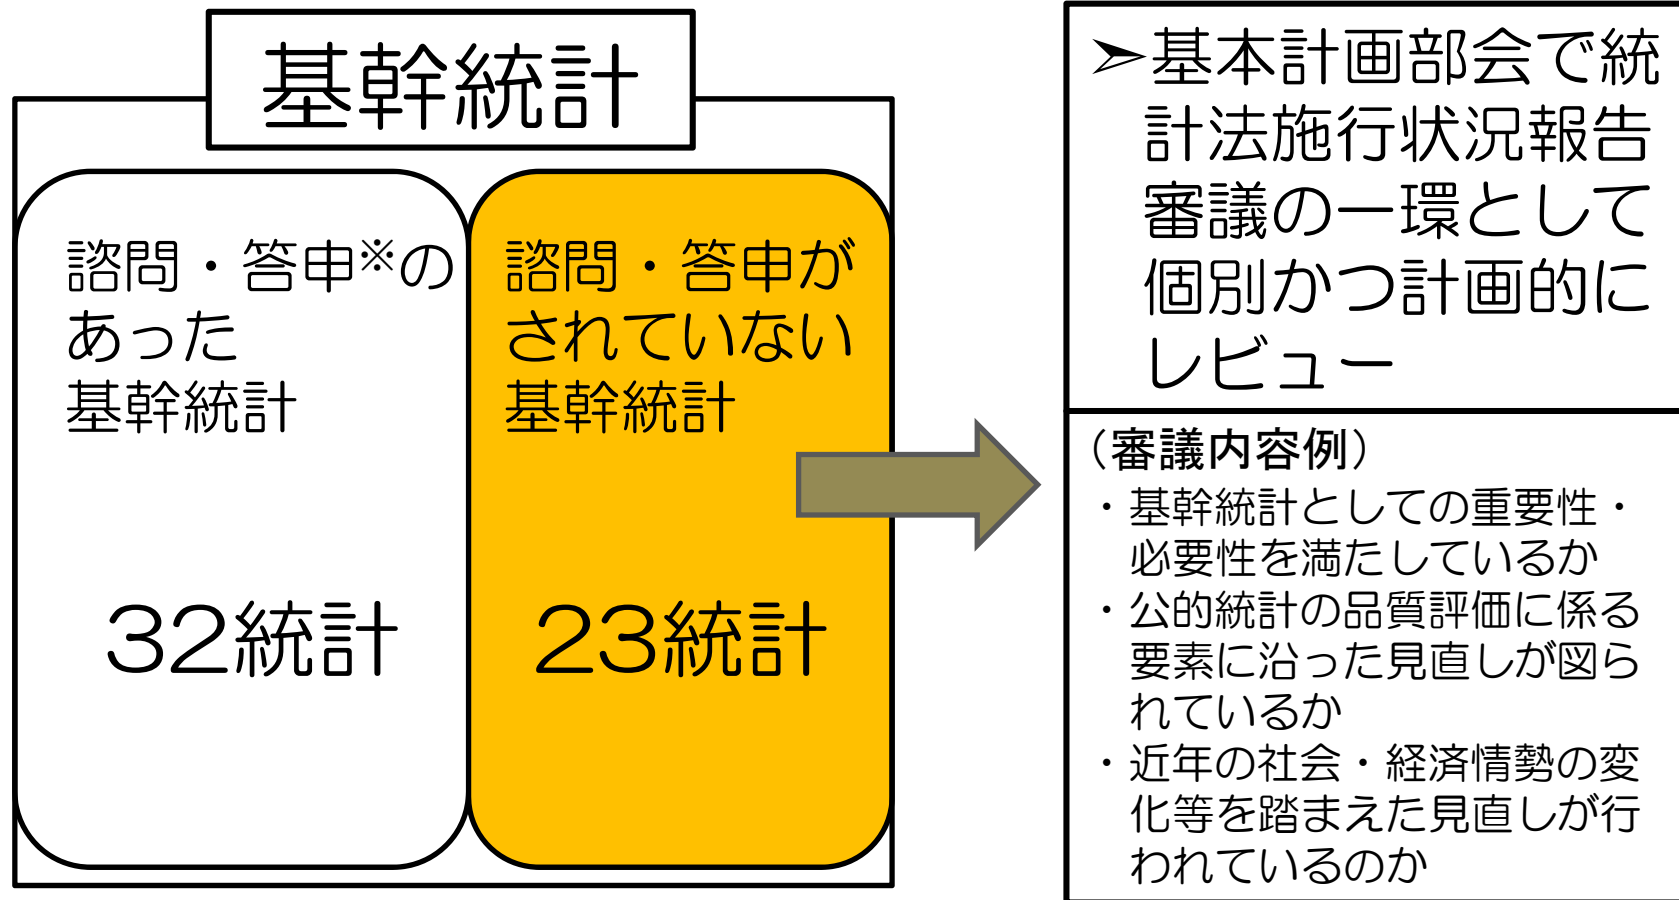 基幹統計
諮問・答申※の
あった
基幹統計
32統計
諮問・答申が
されていない
基幹統計
23統計
➢基本計画部会で統
計法施行状況報告
審議の一環として
個別かつ計画的に
レビュー
（審議内容例）
・基幹統計としての重要性・
必要性を満たしているか
・公的統計の品質評価に係る
要素に沿った見直しが図ら
れているか
・近年の社会・経済情勢の変
化等を踏まえた見直しが行
われているのか